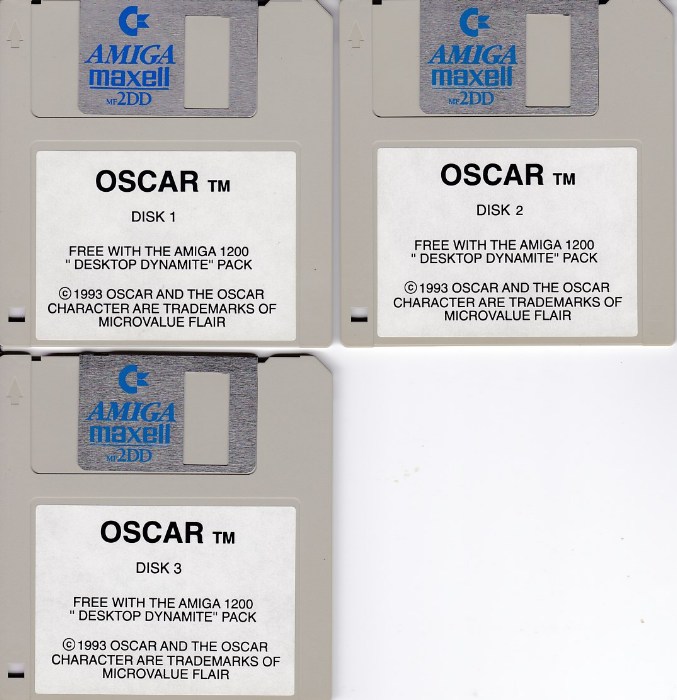 AMIGA
maxell
MF2DD
OSCAR TM
DISK 1
FREE WITH THE AMIGA 1200
" DESKTOP DYNAMITE" PACK
©1993 OSCAR AND THE OSCAR
CHARACTER ARE TRADEMARKS OF
MICROVALUE FLAIR
AMIGA
maxell
MF2DD
OSCAR TM
DISK 2
FREE WITH THE AMIGA 1200
" DESKTOP DYNAMITE" PACK
©1993 OSCAR AND THE OSCAR
CHARACTER ARE TRADEMARKS OF
MICROVALUE FLAIR
AMIGA
maxell
MF2DD
OSCAR TM
DISK 3
FREE WITH THE AMIGA 1200
" DESKTOP DYNAMITE" PACK
©1993 OSCAR AND THE OSCAR
CHARACTER ARE TRADEMARKS OF
MICROVALUE FLAIR